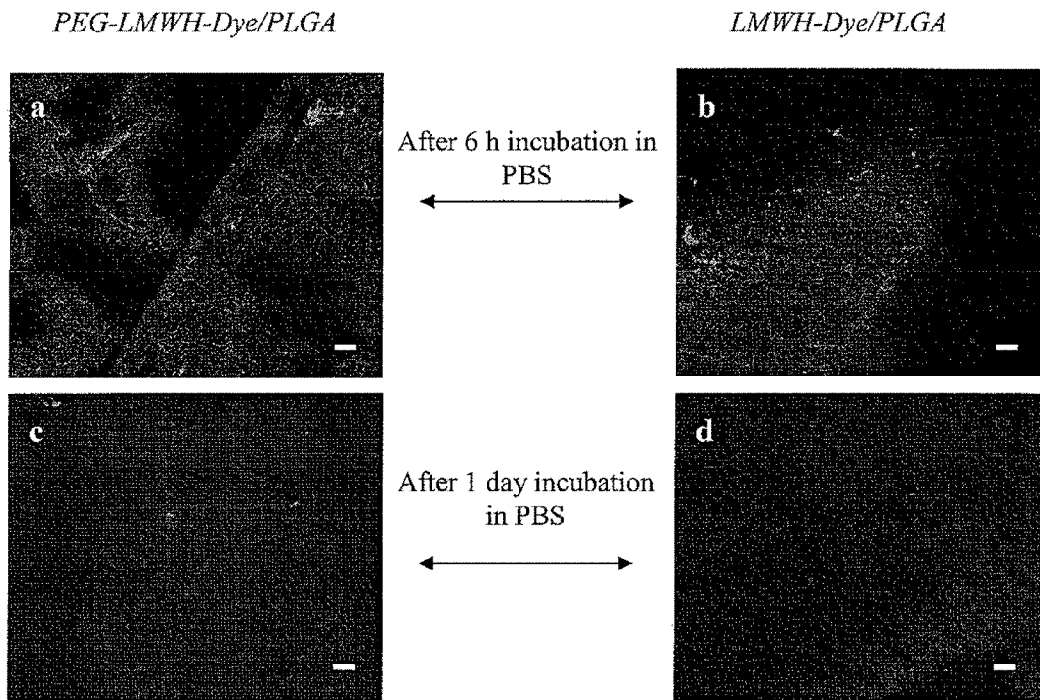 PEG-LMWH-Dye/PLGA
LMWH-Dye/PLGA
a
After 6 h incubation in
PBS
b
c
After 1 day incubation
in PBS
d